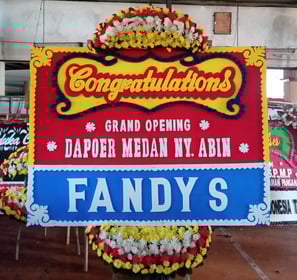 Congratulations
GRAND OPENING
DAPOER MEDAN NY. ABIN
FANDY S